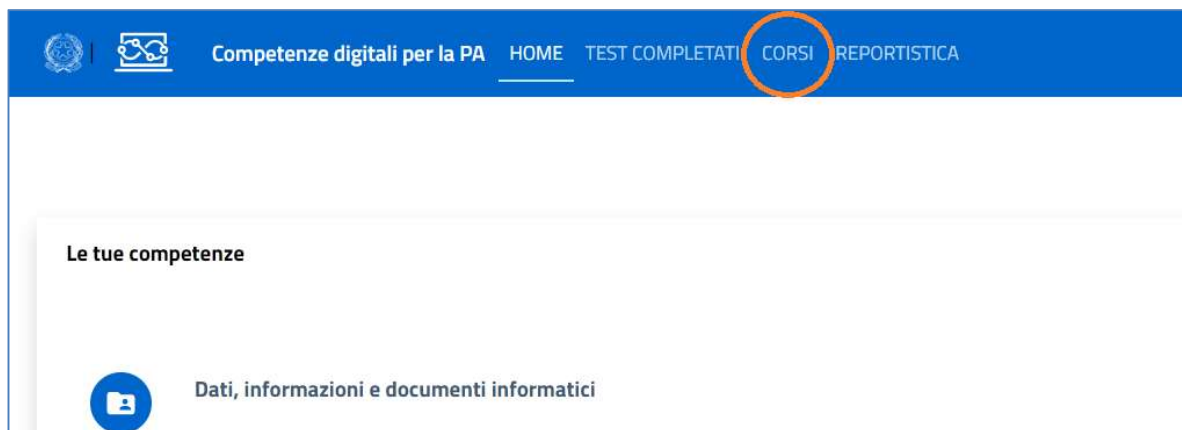 Competenze digitali per la PA HOME TEST COMPLETATI CORSI REPORTISTICA
Le tue competenze
Dati, informazioni e documenti informatici